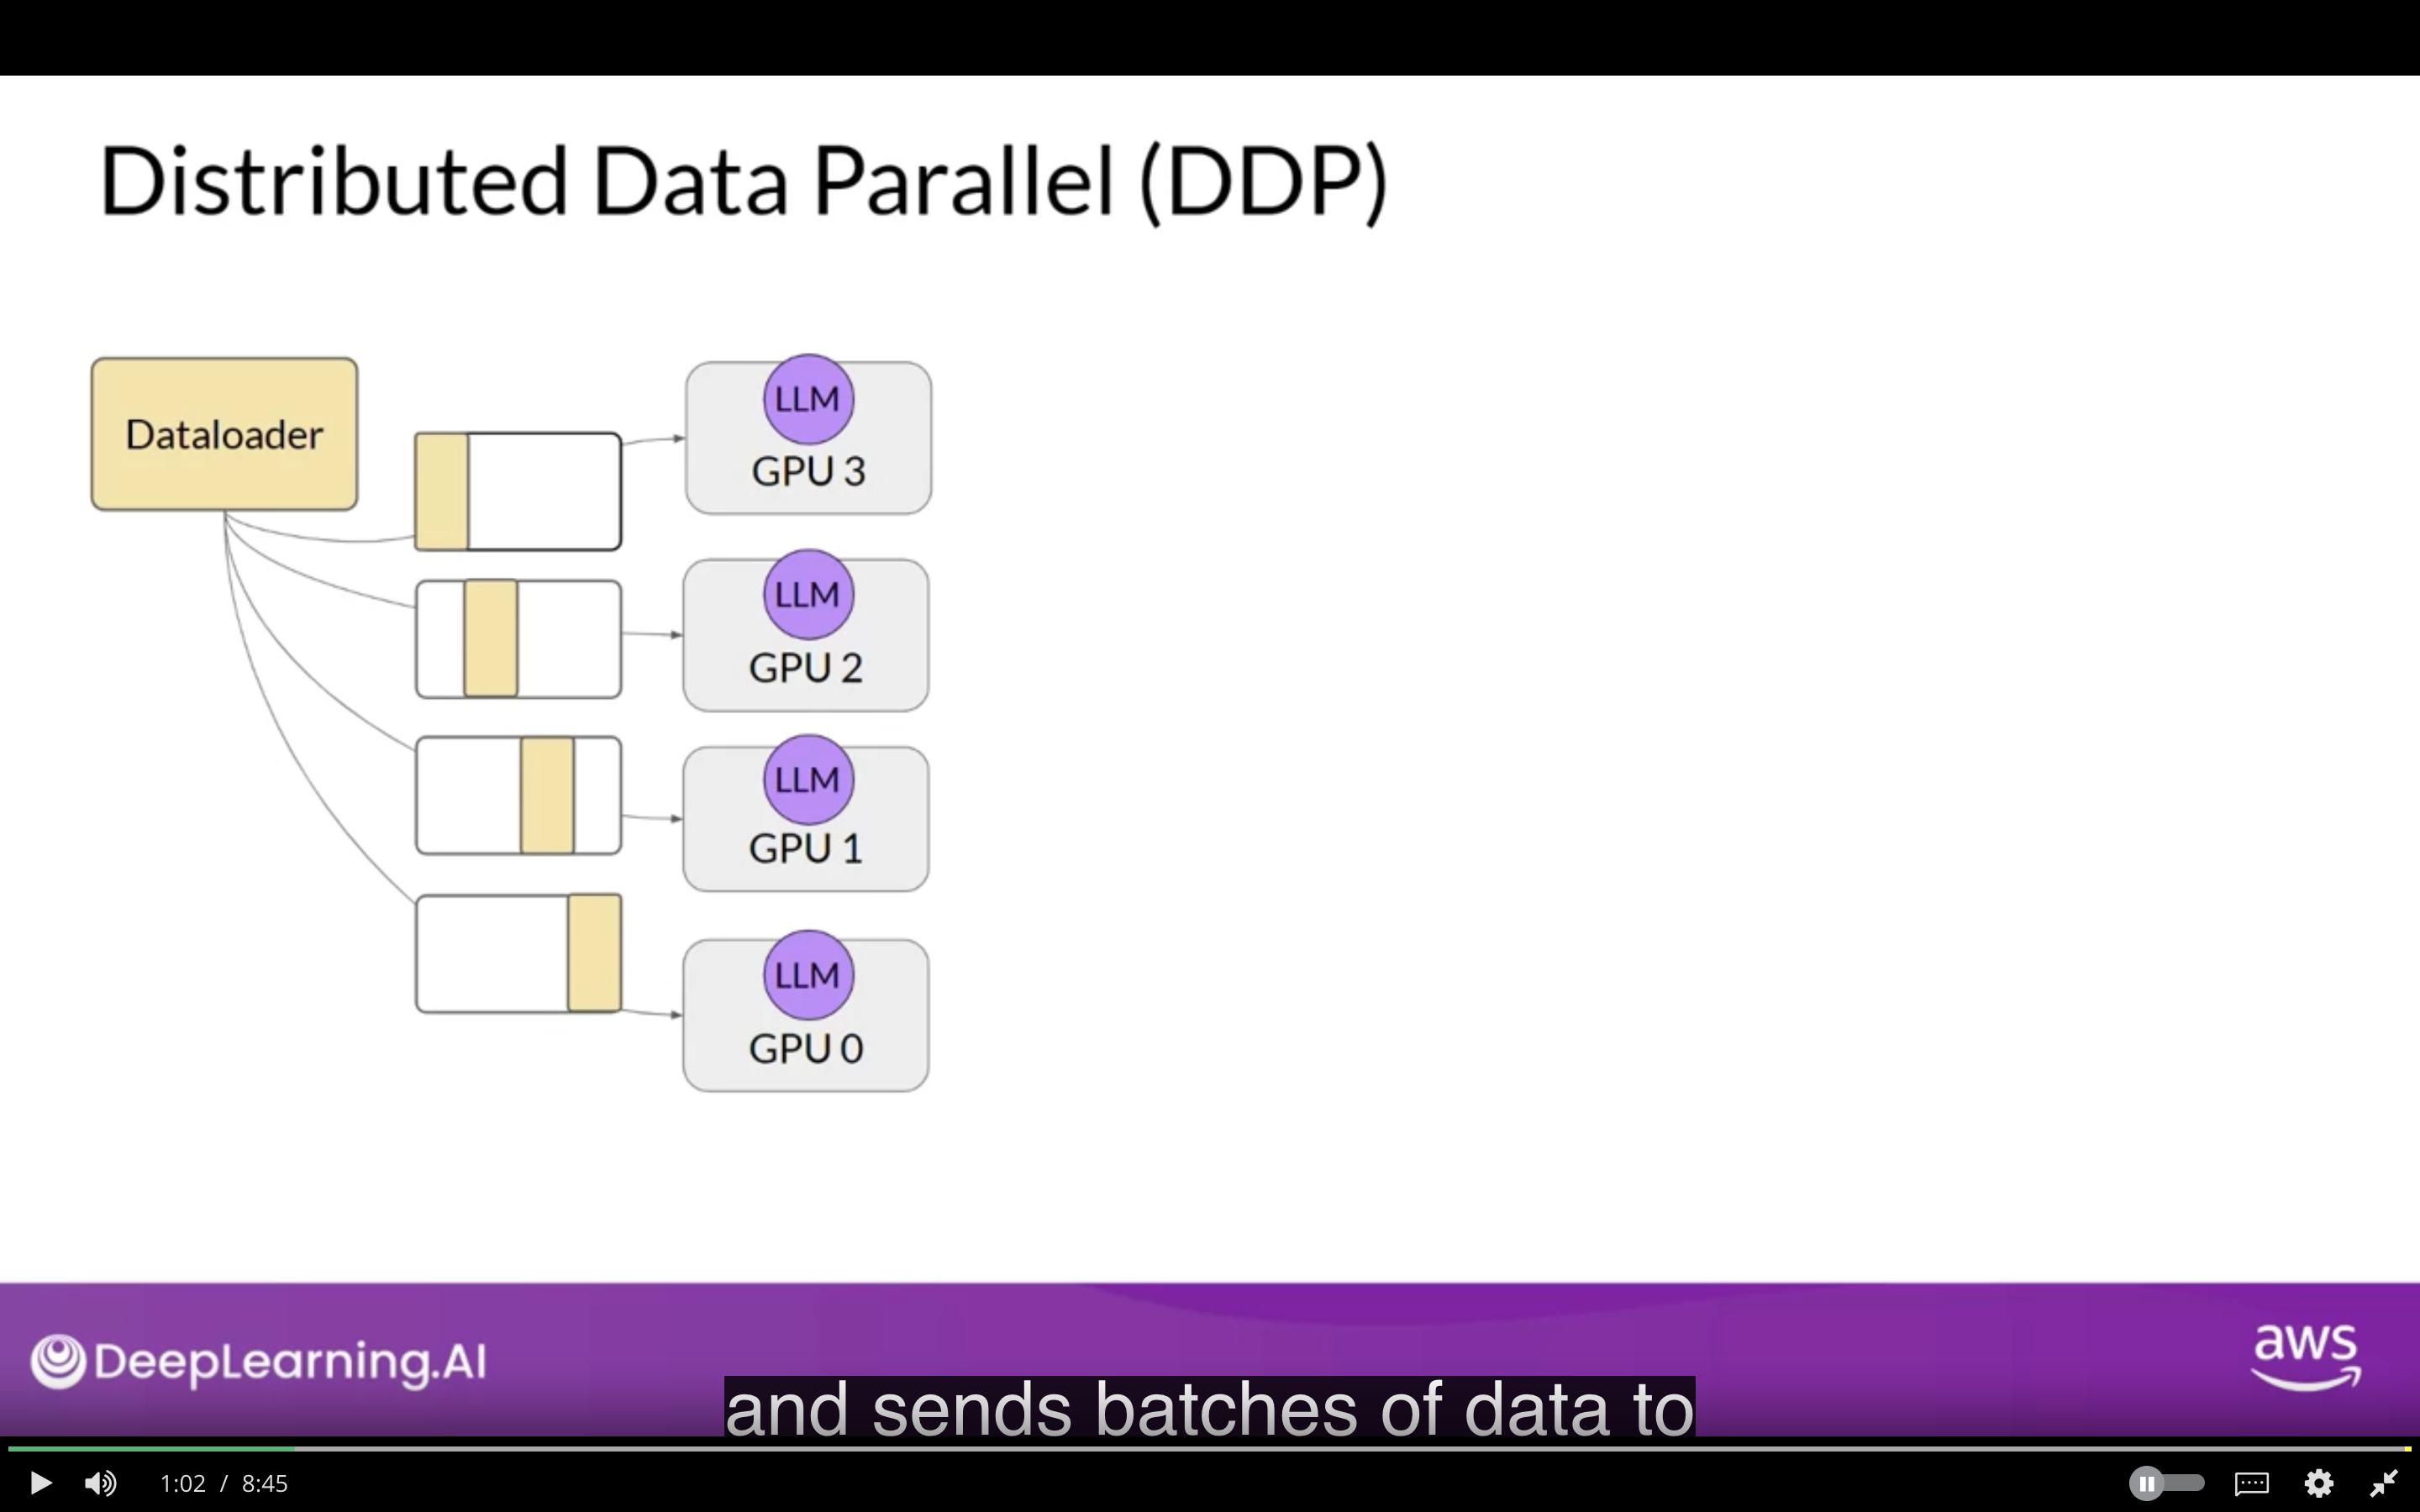 Distributed Data Parallel (DDP)
Dataloader
LLM
GPU 3
LLM
GPU 2
LLM
GPU 1
LLM
GPU 0
DeepLearning.AI
aws
and sends batches of data to
1:02 / 8:45